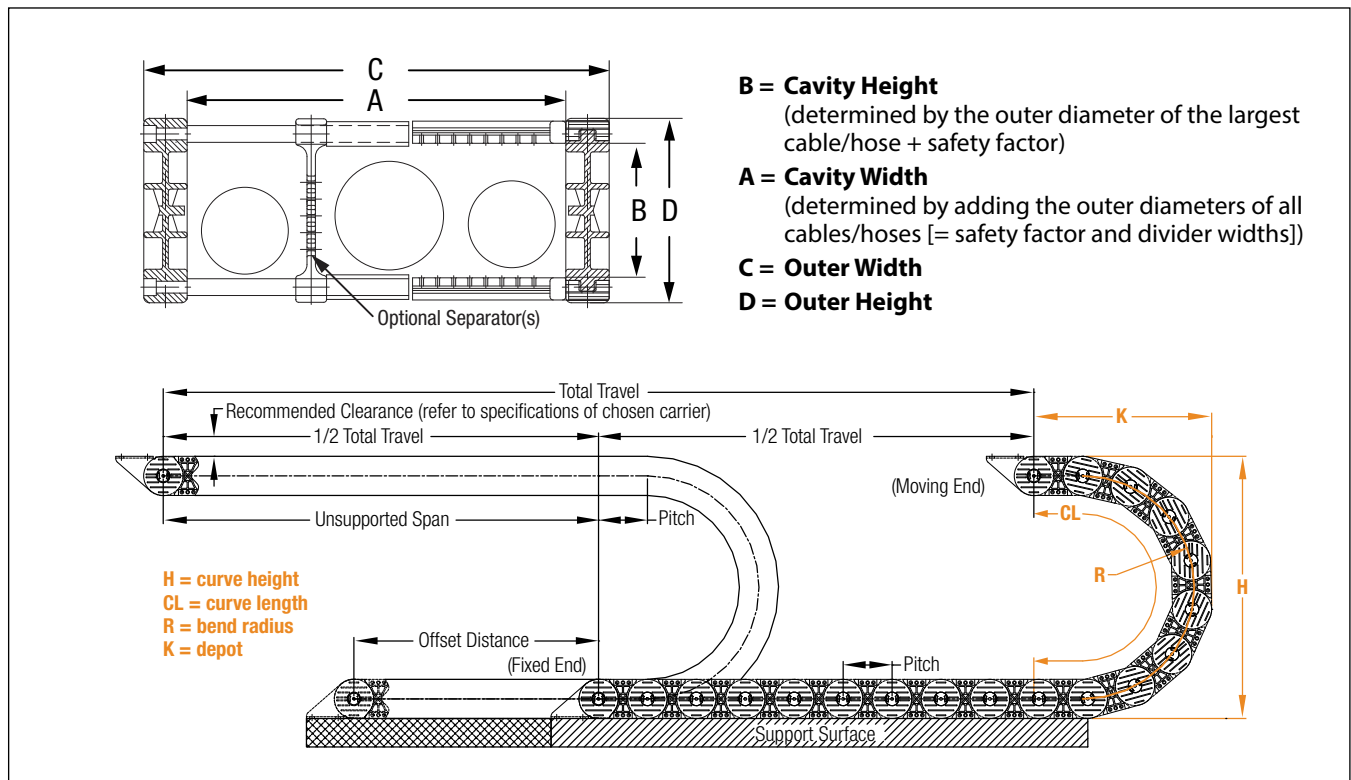 C
A
B
D
Optional Separator(s)
B = Cavity Height
(determined by the outer diameter of the largest
cable/hose + safety factor)
A = Cavity Width
(determined by adding the outer diameters of all
cables/hoses [= safety factor and divider widths])
C = Outer Width
D = Outer Height
Total Travel
Recommended Clearance (refer to specifications of chosen carrier)
K
1/2 Total Travel
1/2 Total Travel
(Moving End)
CL
Unsupported Span
Pitch
R
H
H = curve height
CL = curve length
R = bend radius
K = depot
Offset Distance
(Fixed End)
Pitch
Support Surface